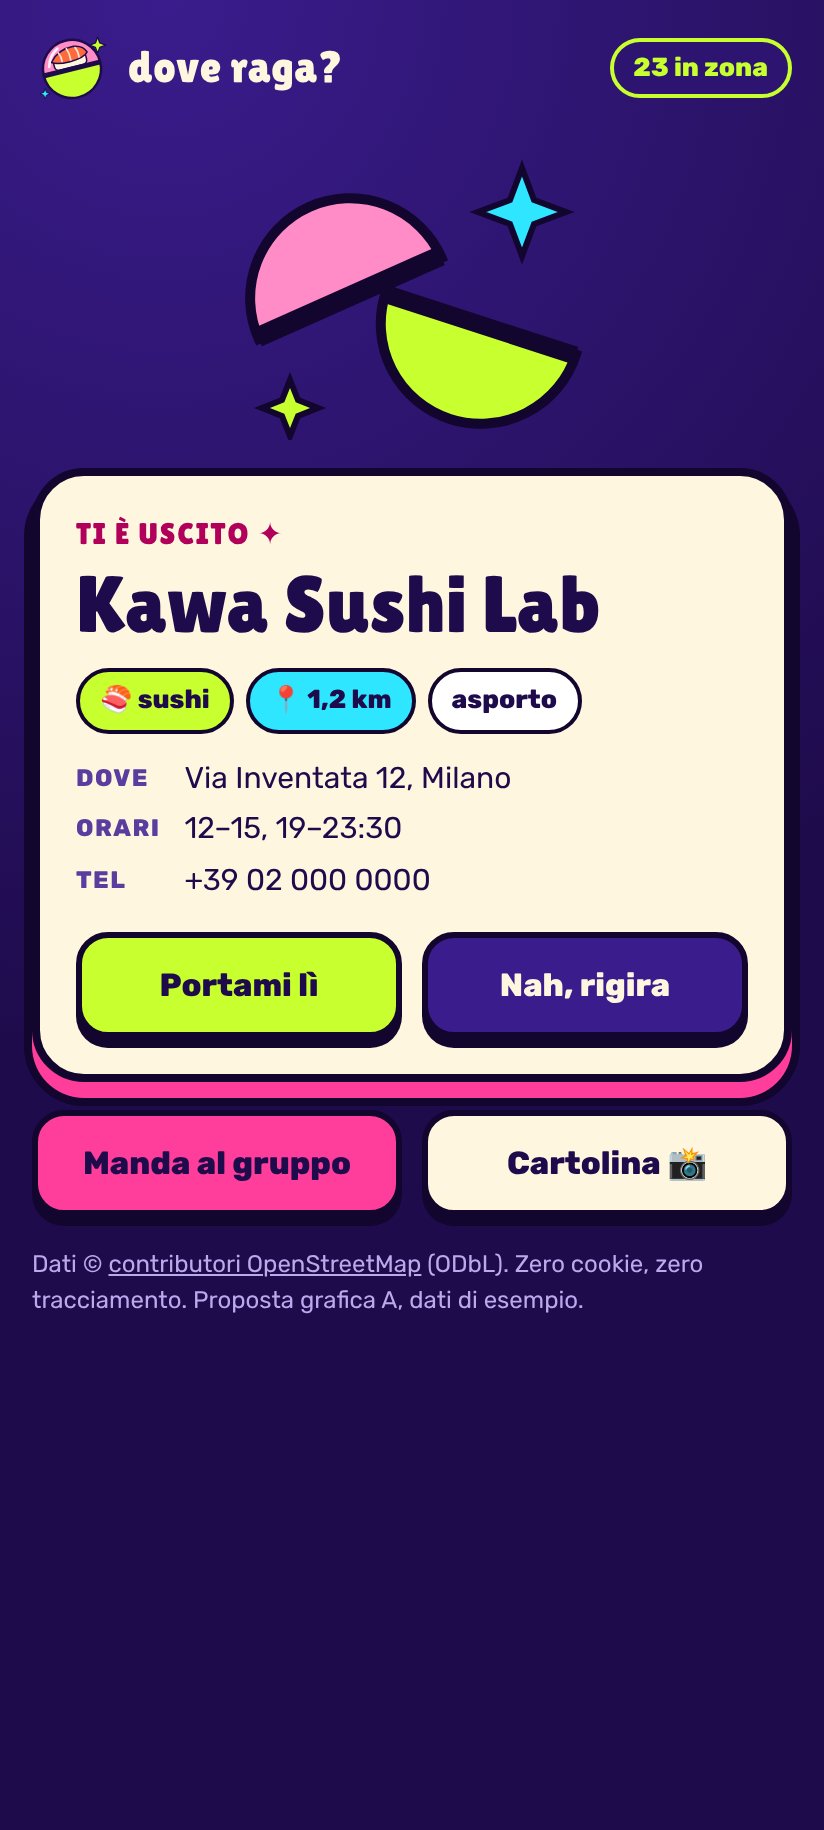 dove raga?
23 in zona
TI È USCITO ✦
Kawa Sushi Lab
🍣 sushi
📍 1,2 km
asporto
DOVE Via Inventata 12, Milano
ORARI 12–15, 19–23:30
TEL +39 02 000 0000
Portami lì
Nah, rigira
Manda al gruppo
Cartolina 📸
Dati © contributori OpenStreetMap (ODbL). Zero cookie, zero
tracciamento. Proposta grafica A, dati di esempio.